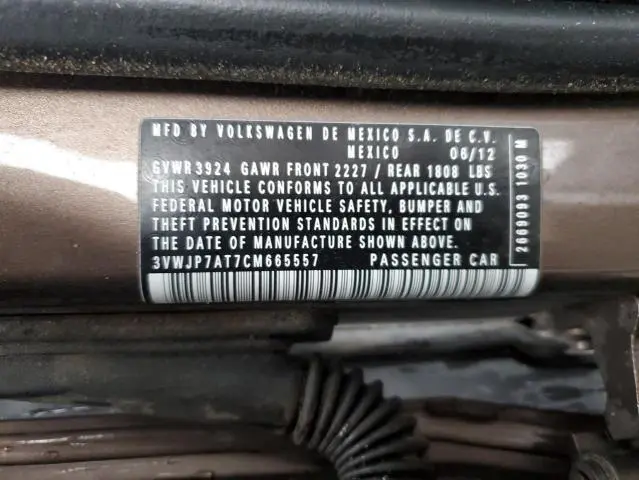 MFD BY VOLKSWAGEN DE MEXICO S.A. DE C.V.
MEXICO 06/12
GVWR 3924 GAWR FRONT 2227 / REAR 1808 LBS
THIS VEHICLE CONFORMS TO ALL APPLICABLE U.S.
FEDERAL MOTOR VEHICLE SAFETY, BUMPER AND
THEFT PREVENTION STANDARDS IN EFFECT ON
THE DATE OF MANUFACTURE SHOWN ABOVE.
3VWJP7AT7CM665557 PASSENGER CAR
2669093 1030 M